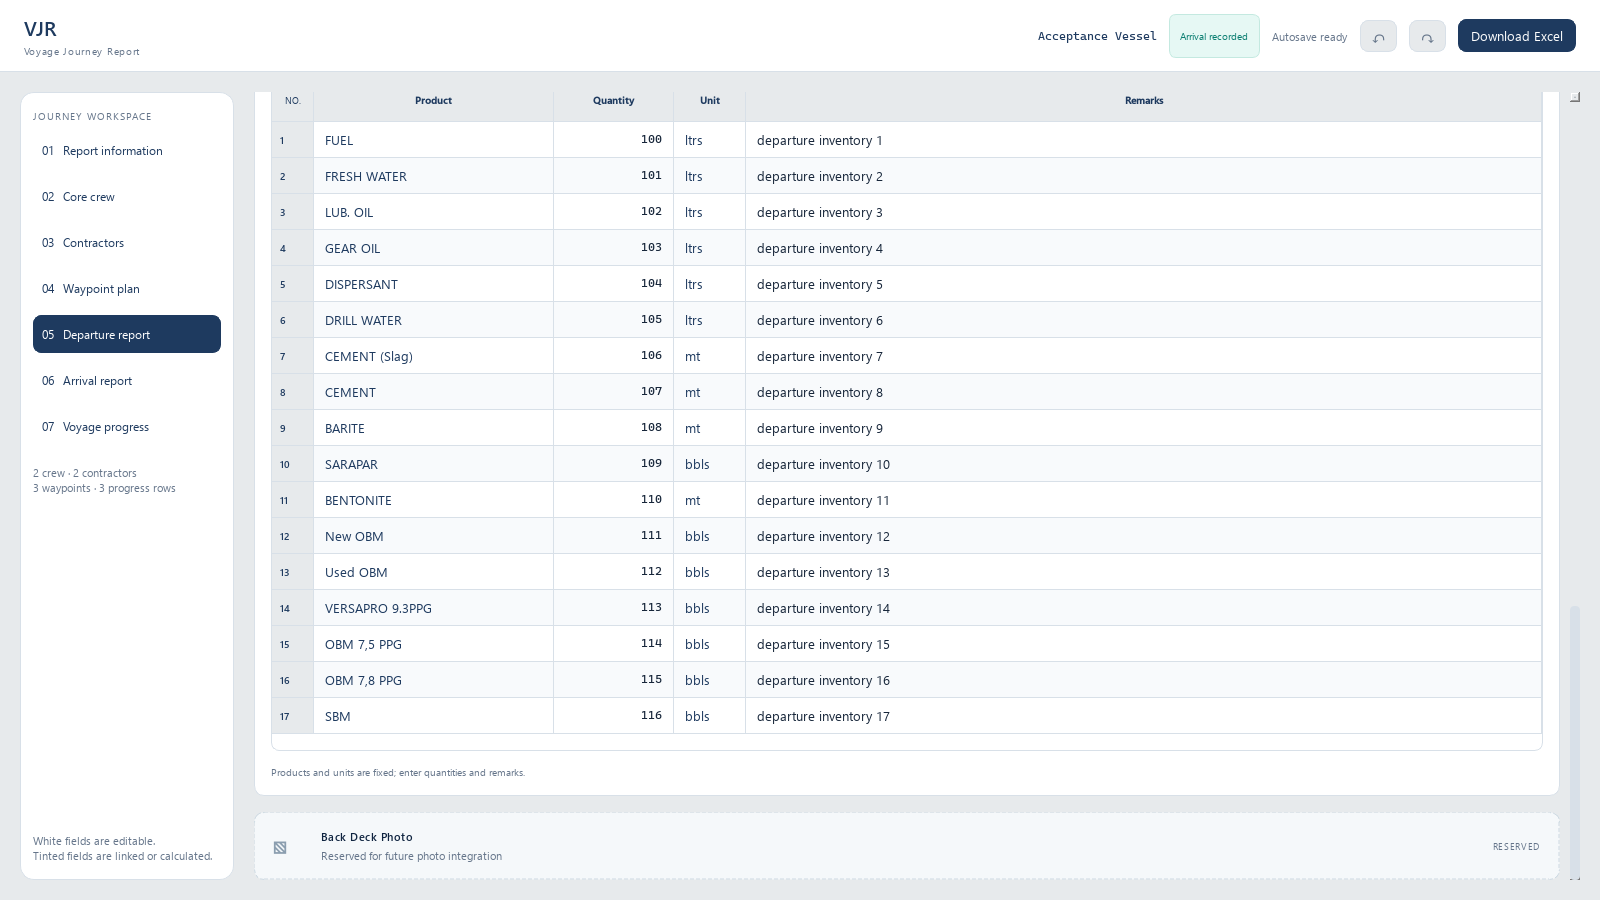 VJR
Voyage Journey Report
Acceptance Vessel
Arrival recorded
Autosave ready
Download Excel
JOURNEY WORKSPACE
01 Report information
02 Core crew
03 Contractors
04 Waypoint plan
05 Departure report
06 Arrival report
07 Voyage progress
2 crew · 2 contractors
3 waypoints · 3 progress rows
White fields are editable.
Tinted fields are linked or calculated.
NO. Product Quantity Unit Remarks
1 FUEL 100 ltrs departure inventory 1
2 FRESH WATER 101 ltrs departure inventory 2
3 LUB. OIL 102 ltrs departure inventory 3
4 GEAR OIL 103 ltrs departure inventory 4
5 DISPERSANT 104 ltrs departure inventory 5
6 DRILL WATER 105 ltrs departure inventory 6
7 CEMENT (Slag) 106 mt departure inventory 7
8 CEMENT 107 mt departure inventory 8
9 BARITE 108 mt departure inventory 9
10 SARAPAR 109 bbls departure inventory 10
11 BENTONITE 110 mt departure inventory 11
12 New OBM 111 bbls departure inventory 12
13 Used OBM 112 bbls departure inventory 13
14 VERSAPRO 9.3PPG 113 bbls departure inventory 14
15 OBM 7,5 PPG 114 bbls departure inventory 15
16 OBM 7,8 PPG 115 bbls departure inventory 16
17 SBM 116 bbls departure inventory 17
Products and units are fixed; enter quantities and remarks.
Back Deck Photo
Reserved for future photo integration
RESERVED